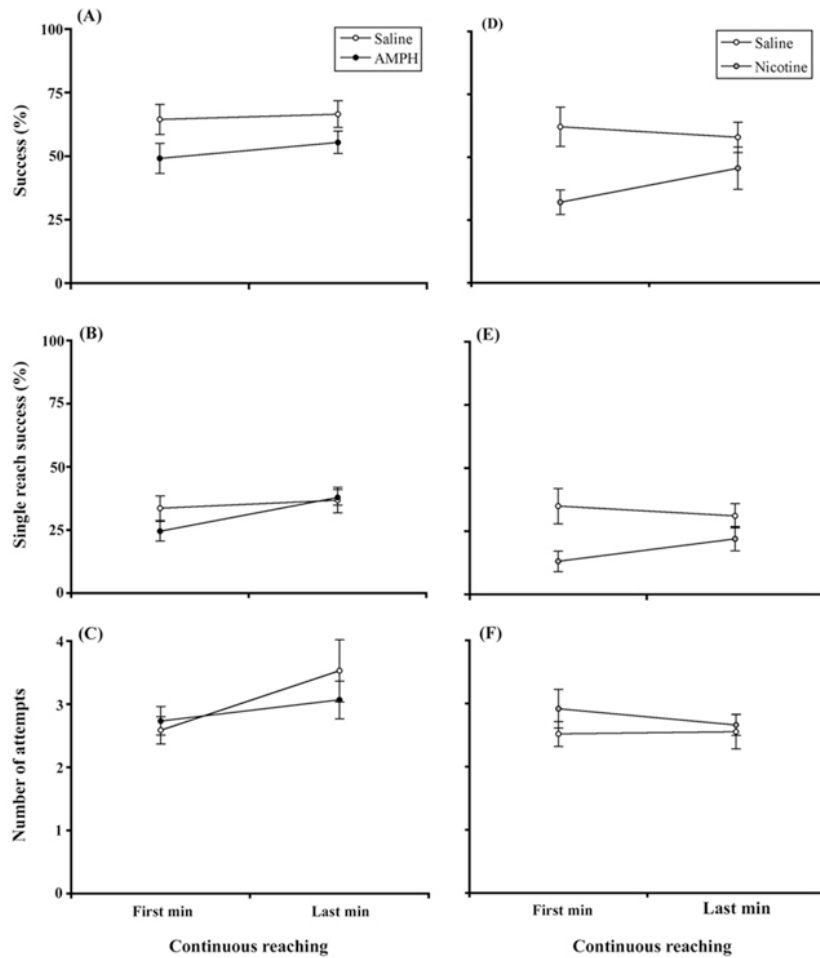 (A)
Saline
AMPH
Success (%)
100
75
50
25
0
(D)
Saline
Nicotine
(B)
Single reach success (%)
100
75
50
25
0
(E)
(C)
Number of attempts
4
3
2
1
0
First min
Last min
Continuous reaching
(F)
First min
Last min
Continuous reaching